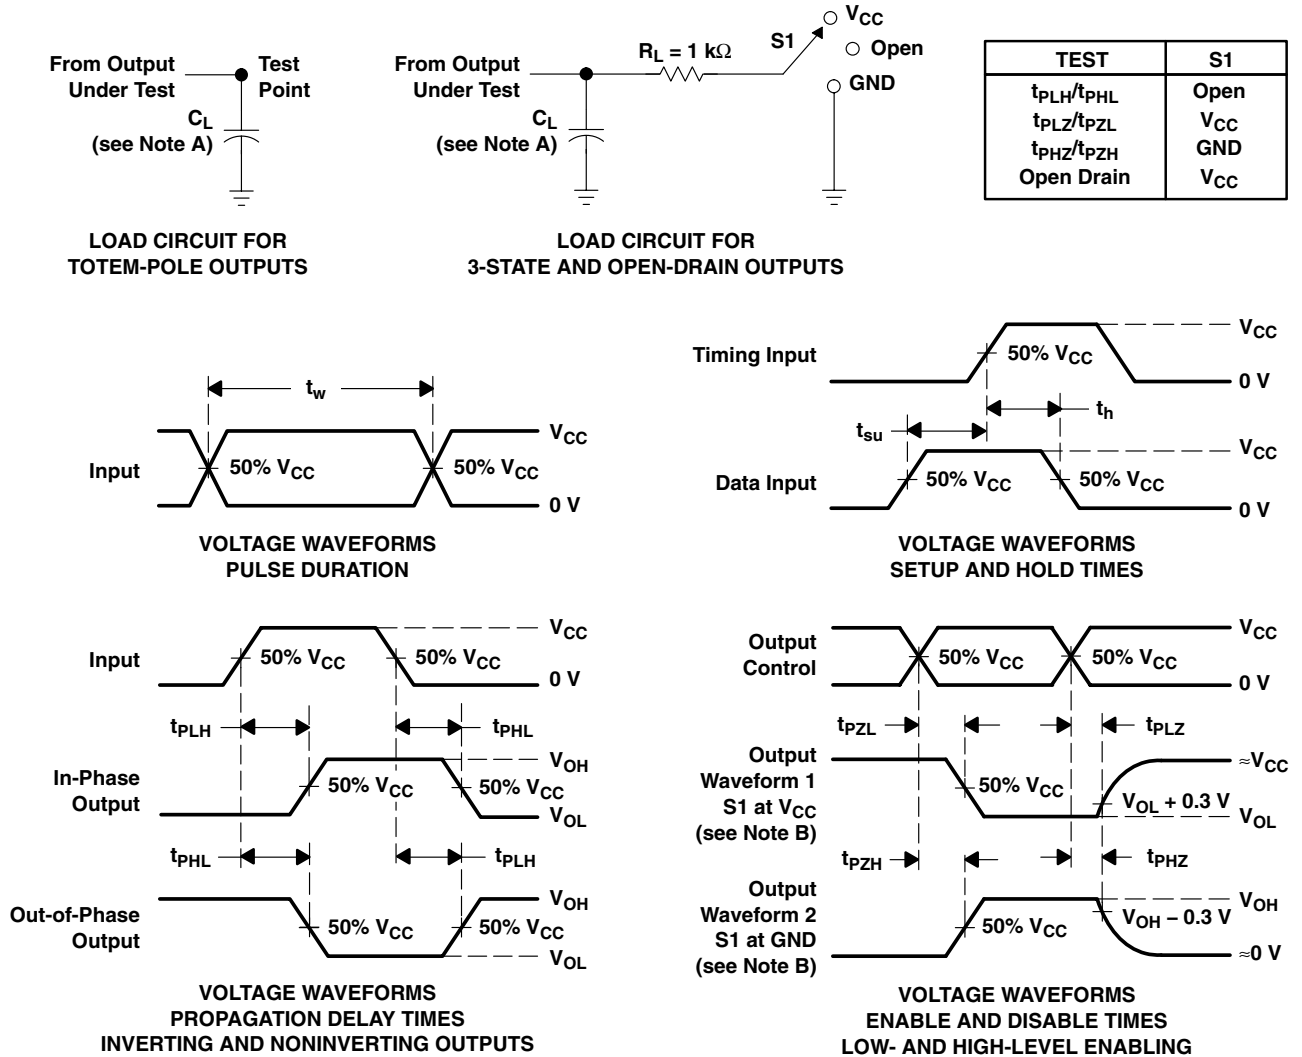 From Output
Under Test
Test
Point
CL
(see Note A)
LOAD CIRCUIT FOR
TOTEM-POLE OUTPUTS
From Output
Under Test
RL = 1 kΩ
S1
VCC
Open
GND
CL
(see Note A)
LOAD CIRCUIT FOR
3-STATE AND OPEN-DRAIN OUTPUTS
TEST S1
tPLH/tPHL Open
tPLZ/tPZL VCC
tPHZ/tPZH GND
Open Drain VCC
tw
Input
50% VCC
50% VCC
VCC
0 V
VOLTAGE WAVEFORMS
PULSE DURATION
Timing Input
50% VCC
VCC
0 V
tsu
th
Data Input
50% VCC
50% VCC
VCC
0 V
VOLTAGE WAVEFORMS
SETUP AND HOLD TIMES
Input
50% VCC
50% VCC
VCC
0 V
tPLH
tPHL
In-Phase
Output
50% VCC
50% VCC
VOH
VOL
tPHL
tPLH
Out-of-Phase
Output
50% VCC
50% VCC
VOH
VOL
VOLTAGE WAVEFORMS
PROPAGATION DELAY TIMES
INVERTING AND NONINVERTING OUTPUTS
Output
Control
50% VCC
50% VCC
VCC
0 V
tPZL
tPLZ
Output
Waveform 1
S1 at VCC
(see Note B)
50% VCC
VOL + 0.3 V
≈VCC
VOL
tPZH
tPHZ
Output
Waveform 2
S1 at GND
(see Note B)
50% VCC
VOH − 0.3 V
VOH
≈0 V
VOLTAGE WAVEFORMS
ENABLE AND DISABLE TIMES
LOW- AND HIGH-LEVEL ENABLING